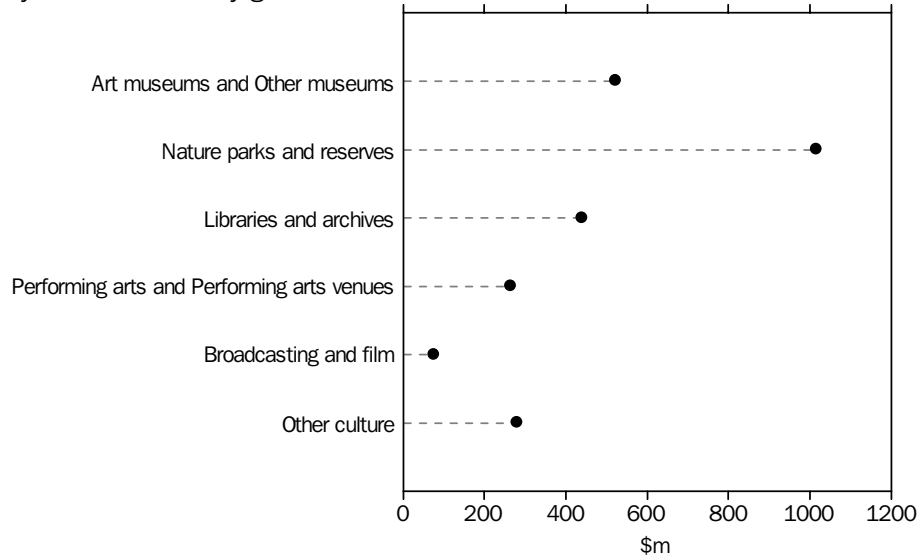 Art museums and Other museums
Nature parks and reserves
Libraries and archives
Performing arts and Performing arts venues
Broadcasting and film
Other culture
0 200 400 600 800 1000 1200
$m